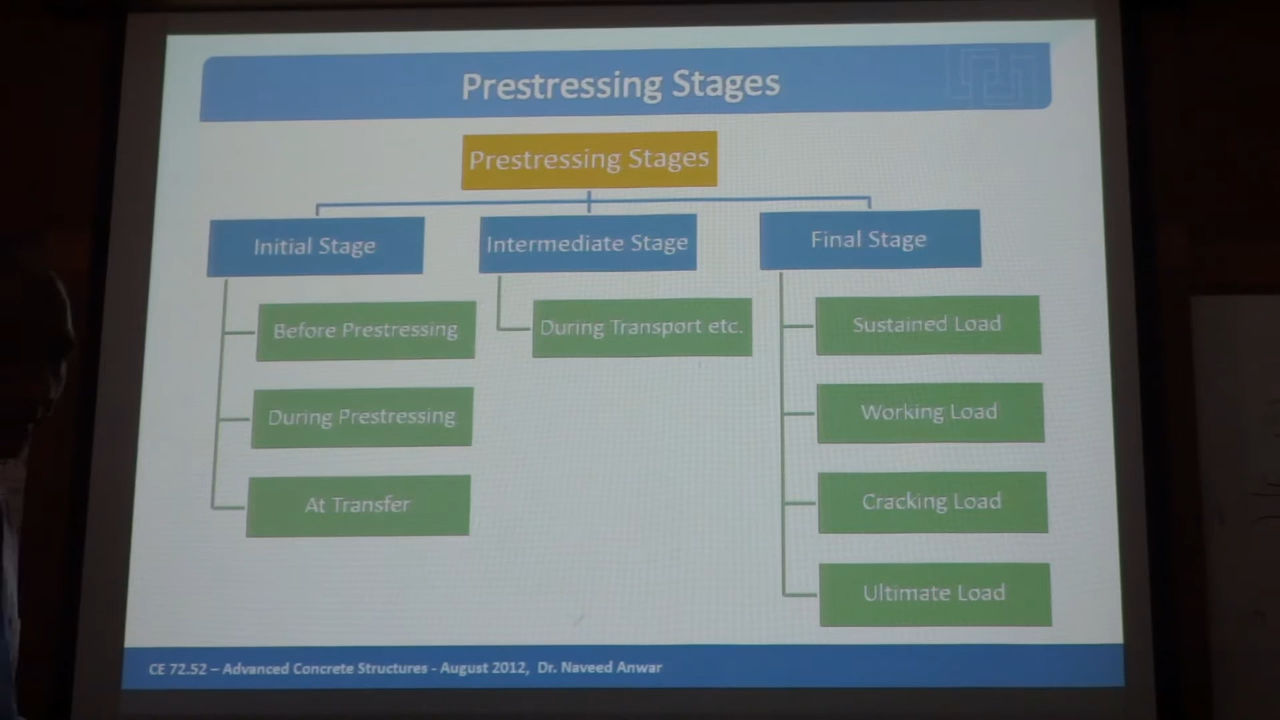 Prestressing Stages
Prestressing Stages
Initial Stage
Intermediate Stage
Final Stage
Before Prestressing
During Transport etc.
Sustained Load
During Prestressing
Working Load
At Transfer
Cracking Load
Ultimate Load
CE 72.52 – Advanced Concrete Structures - August 2012, Dr. Naveed Anwar